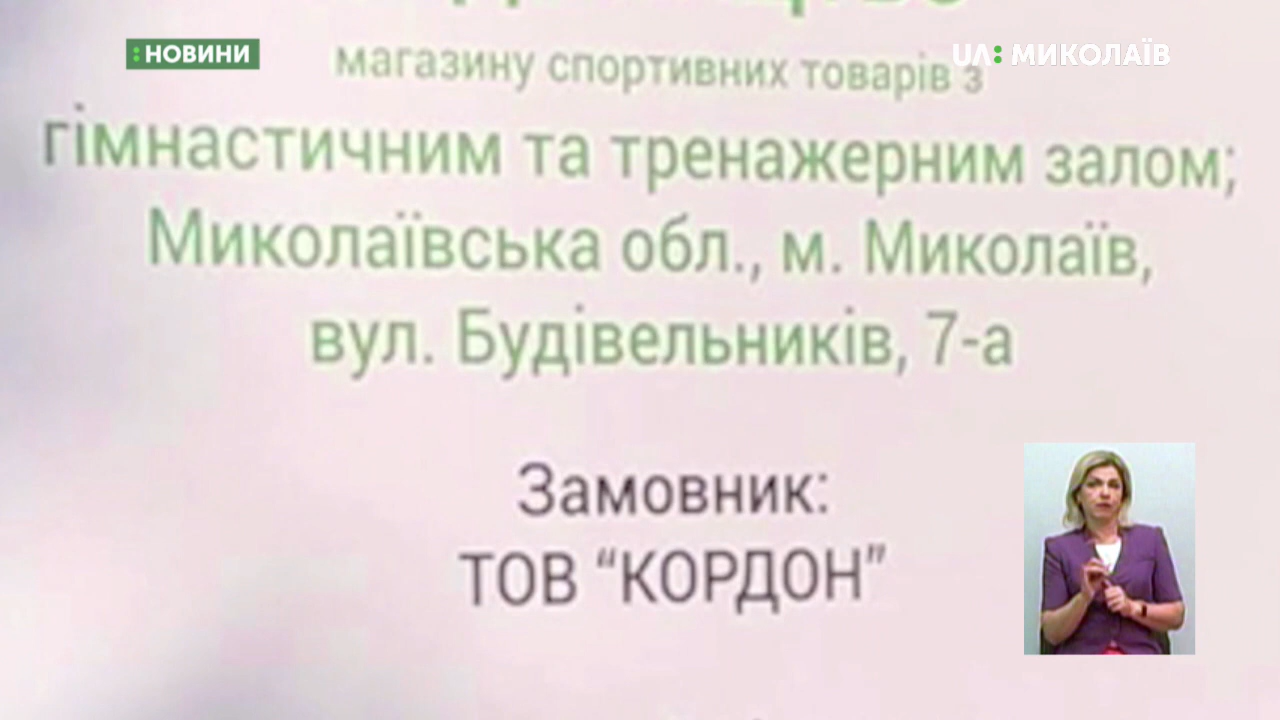 :НОВИНИ
UA: МИКОЛАЇВ
магазину спортивних товарів з
гімнастичним та тренажерним залом;
Миколаївська обл., м. Миколаїв,
вул. Будівельників, 7-а
Замовник:
ТОВ “КОРДОН”